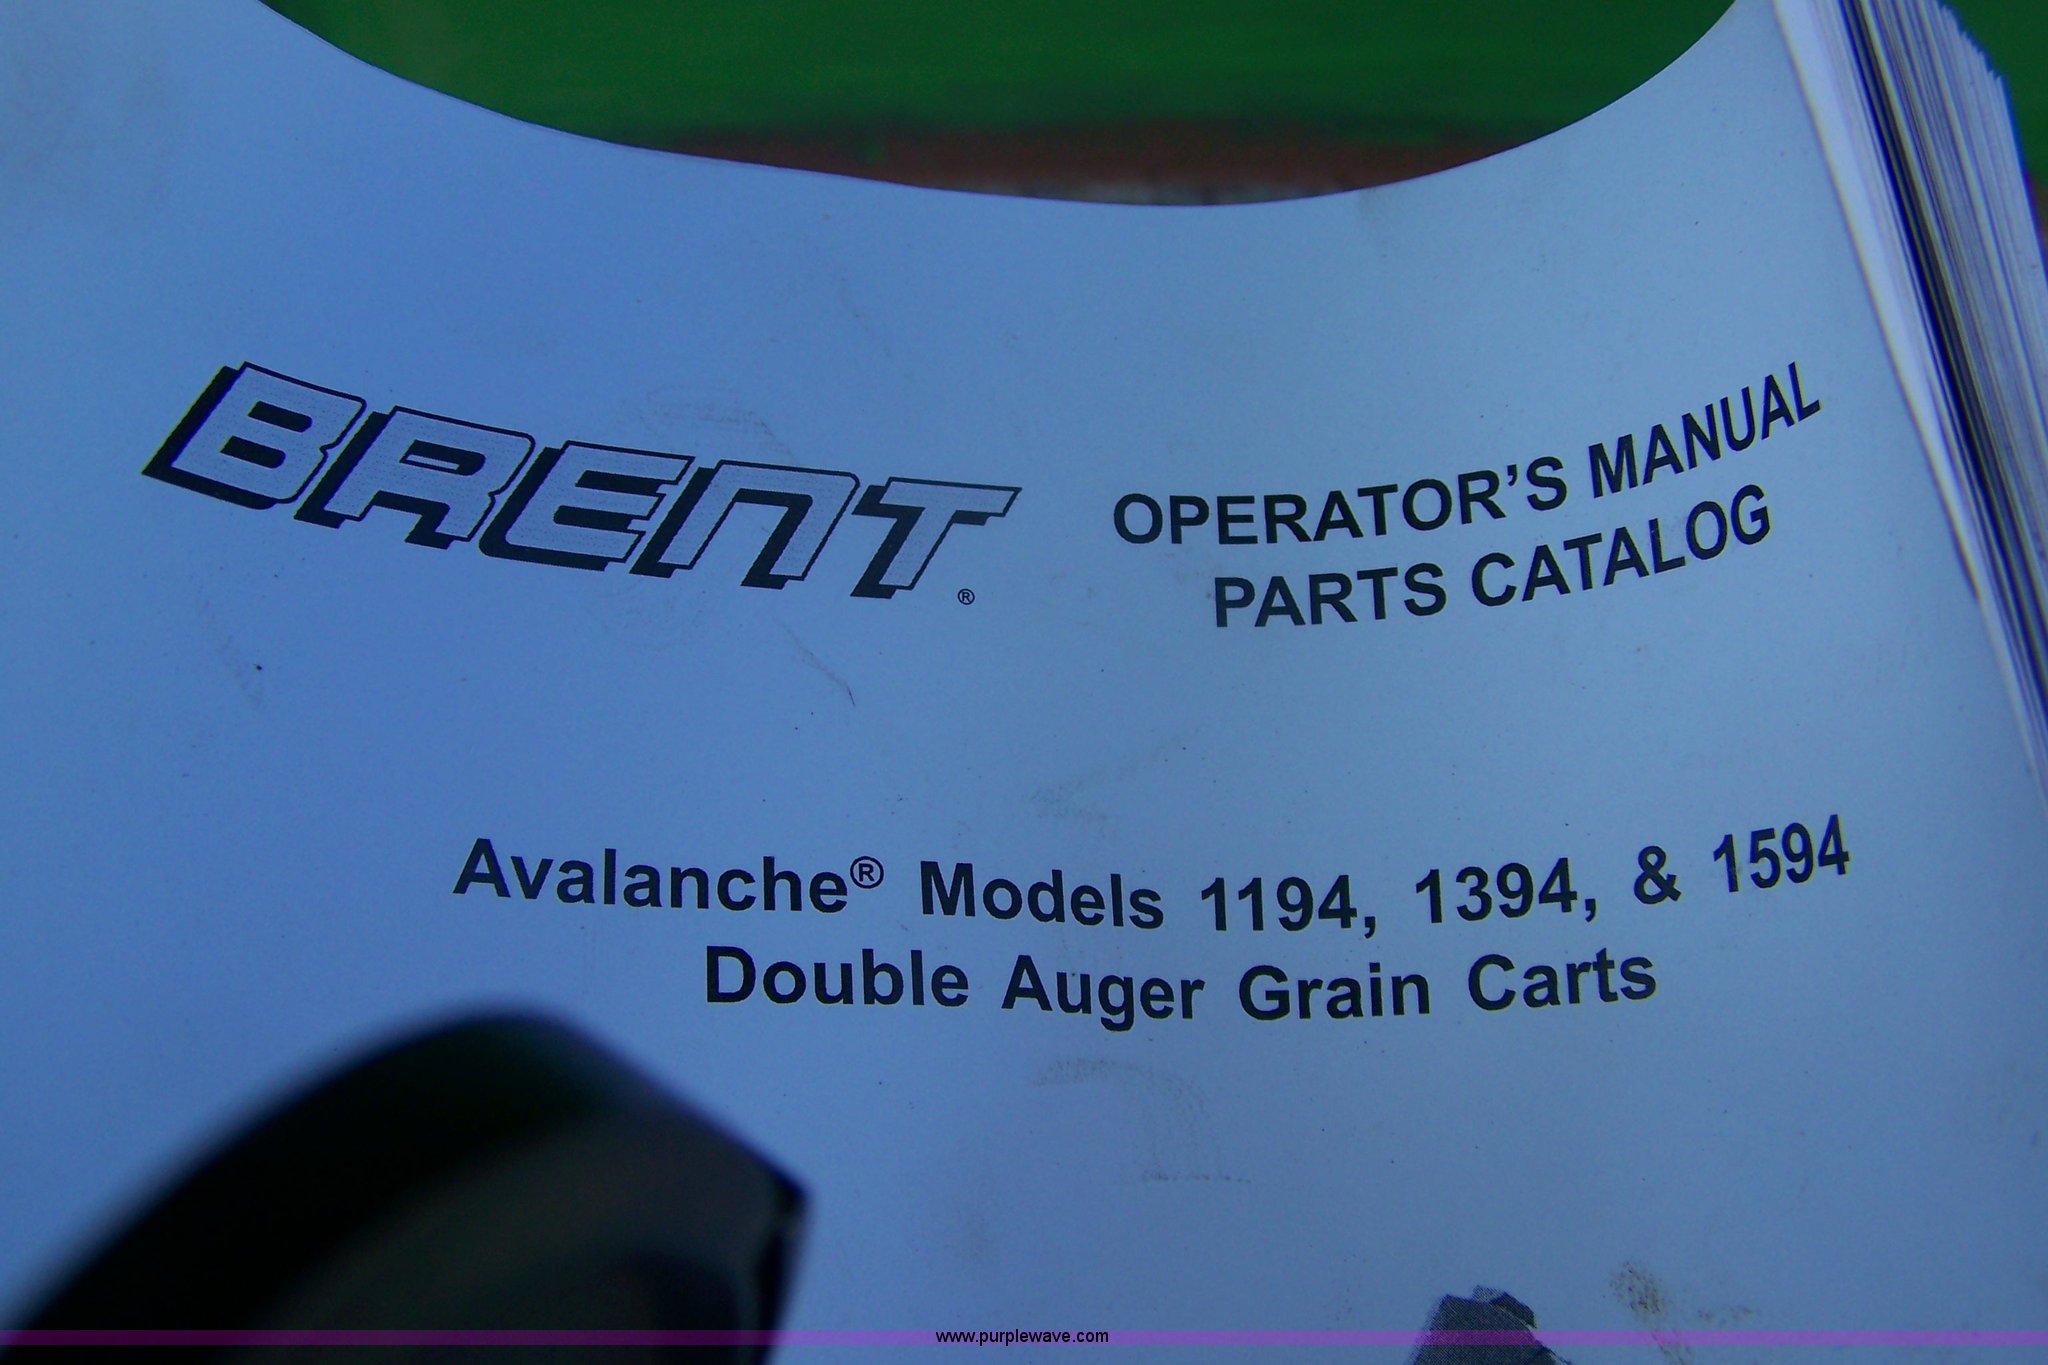 BRENT®
OPERATOR'S MANUAL
PARTS CATALOG
Avalanche® Models 1194, 1394, & 1594
Double Auger Grain Carts
www.purplewave.com